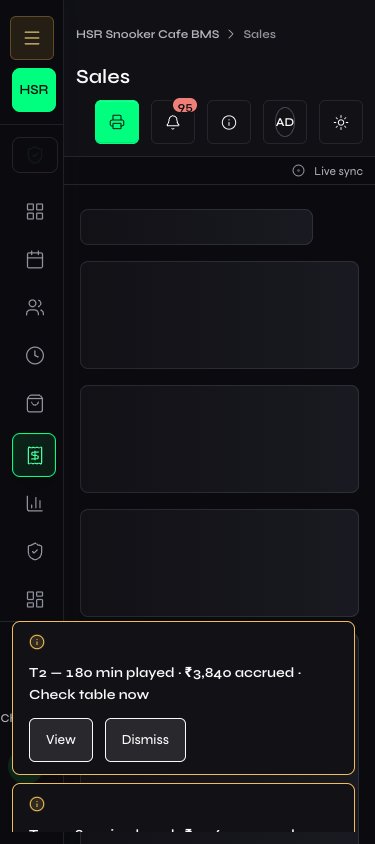 HSR Snooker Cafe BMS > Sales
HSR
Sales
95
AD
Live sync
T2 — 180 min played · ₹3,840 accrued ·
Check table now
View
Dismiss